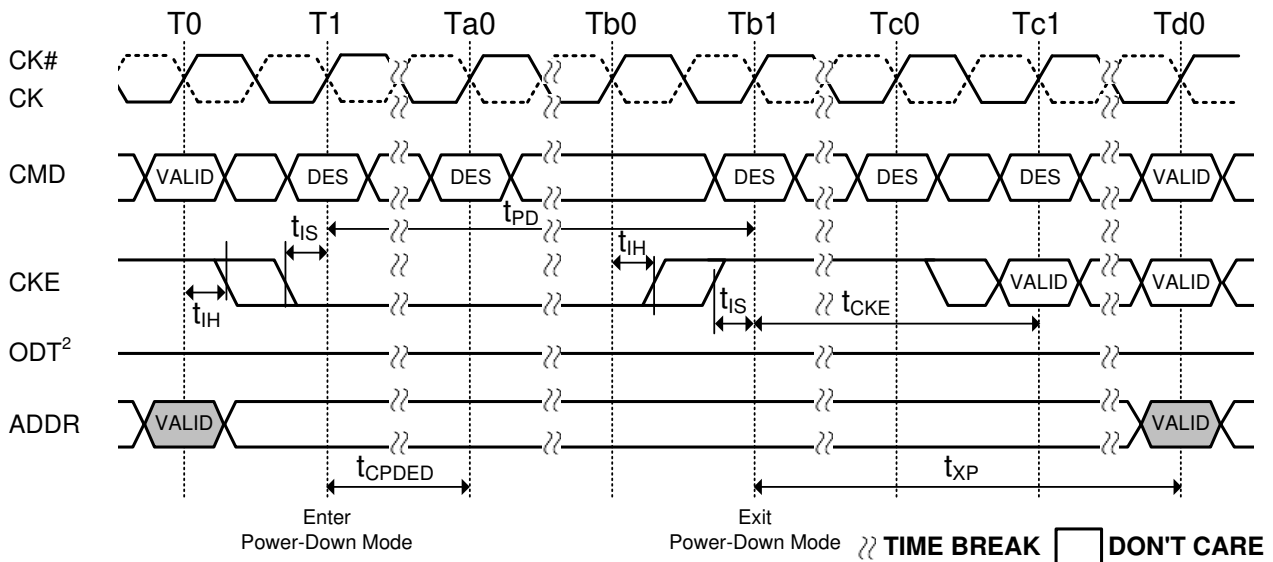 T0 T1 Ta0 Tb0 Tb1 Tc0 Tc1 Td0
CK#
CK
CMD VALID DES DES DES DES DES VALID
tIS tPD tIH
CKE VALID VALID
tIH tIS tCKE
ODT2
ADDR VALID VALID
tCPDED tXP
Enter
Power-Down Mode
Exit
Power-Down Mode
TIME BREAK DON'T CARE